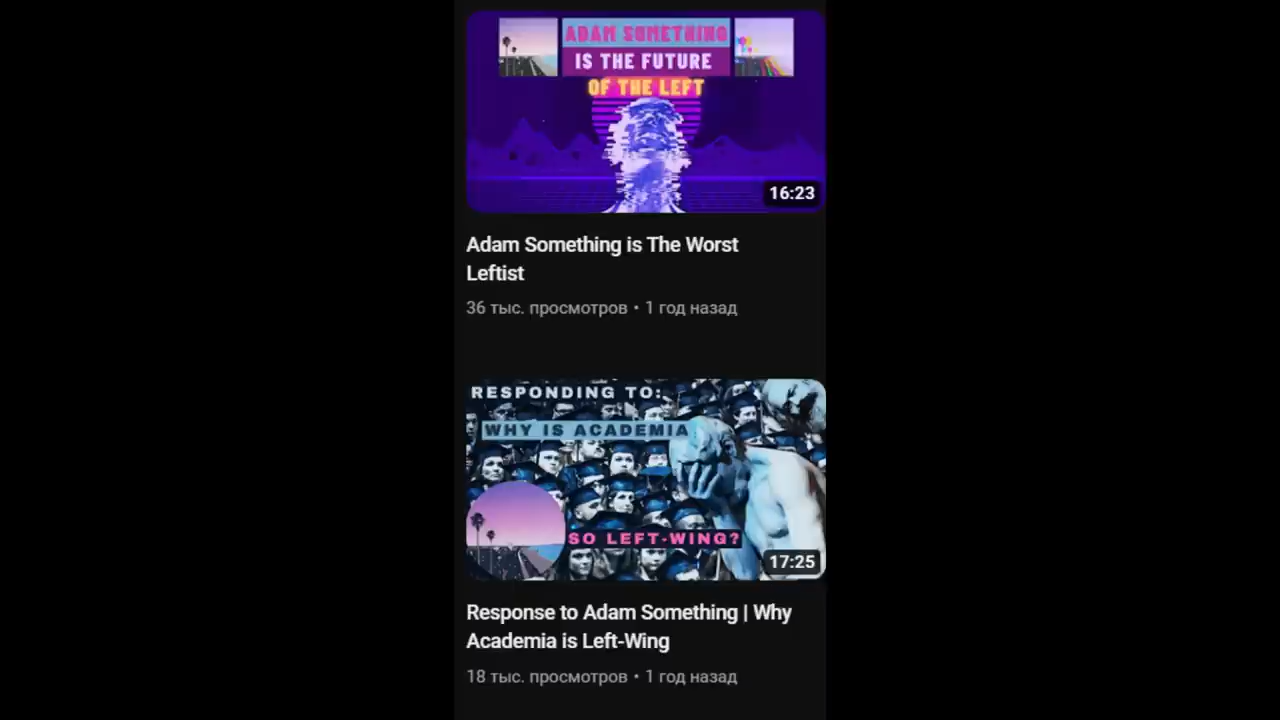 ADAM SOMETHING
IS THE FUTURE
OF THE LEFT
16:23
Adam Something is The Worst
Leftist
36 тыс. просмотров • 1 год назад
RESPONDING TO:
WHY IS ACADEMIA
SO LEFT-WING?
17:25
Response to Adam Something | Why
Academia is Left-Wing
18 тыс. просмотров • 1 год назад